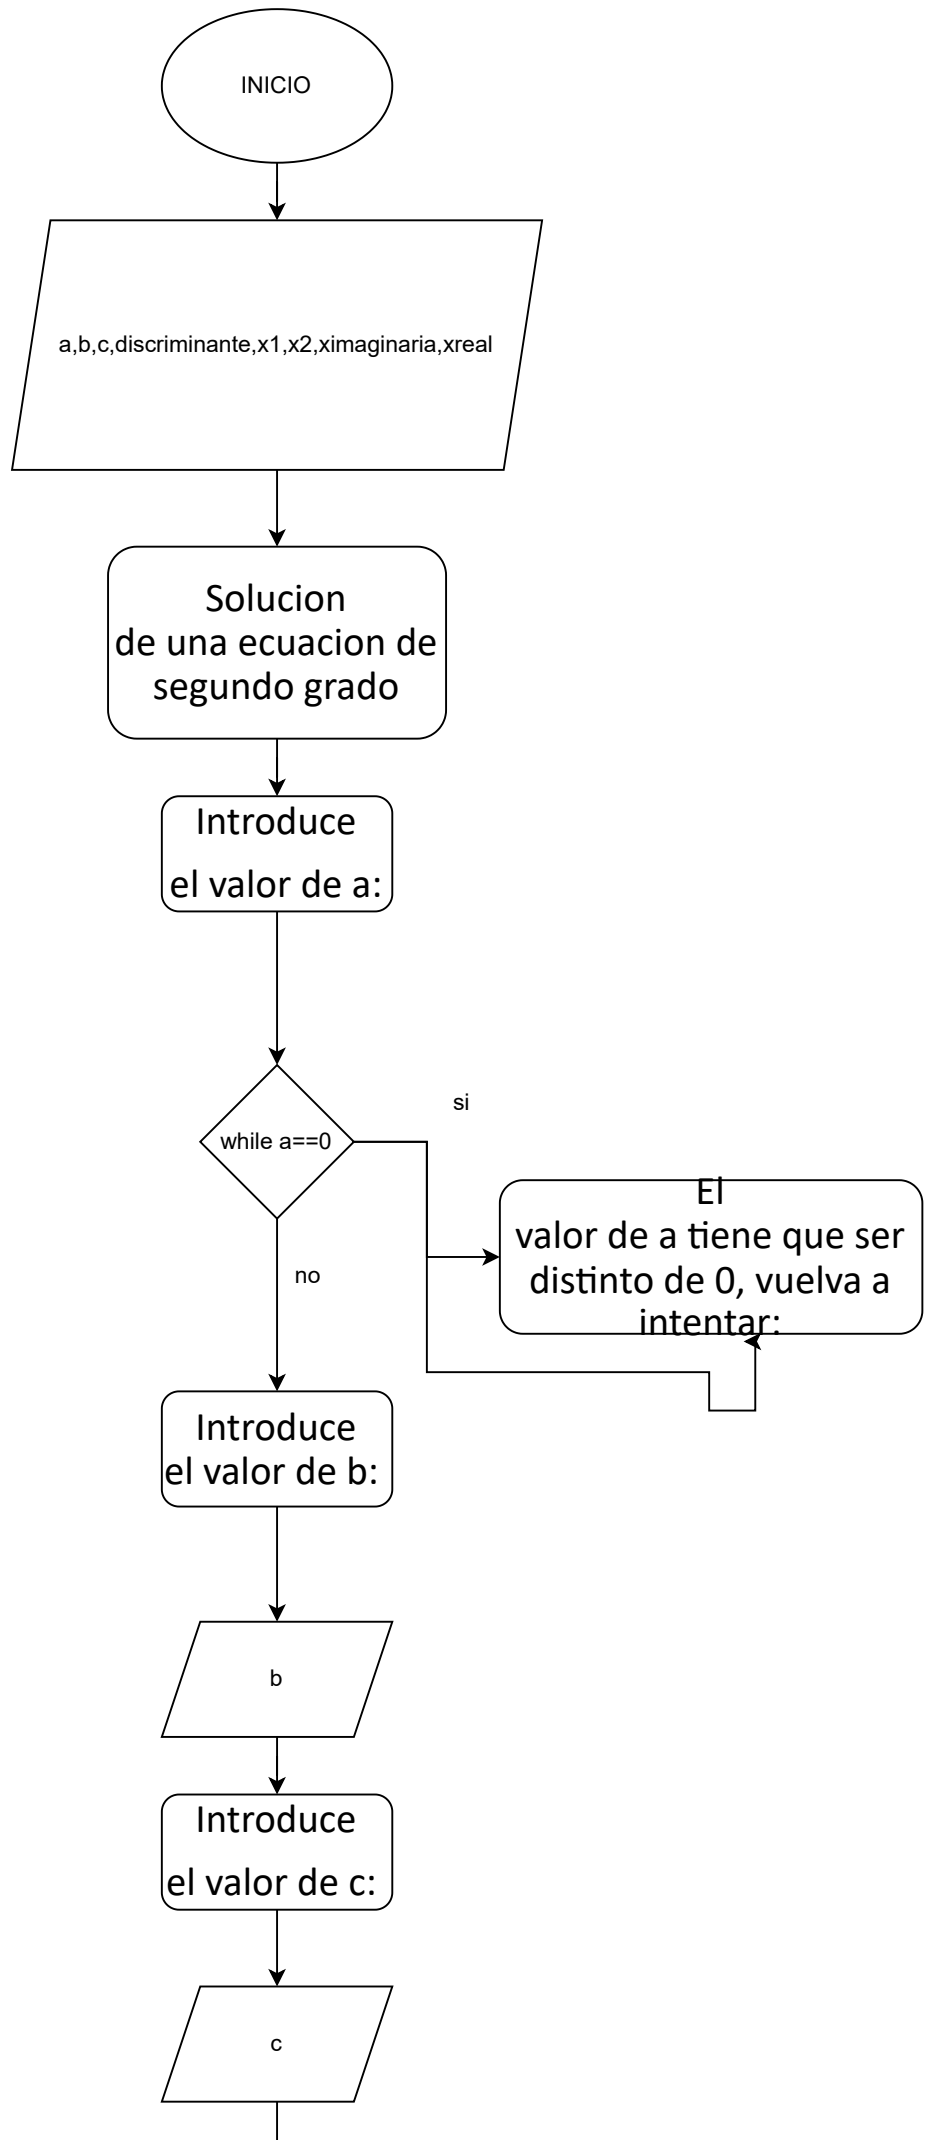 INICIO
a,b,c,discriminante,x1,x2,ximaginaria,xreal
Solucion
de una ecuacion de
segundo grado
Introduce
el valor de a:
while a==0
si
El
valor de a tiene que ser
distinto de 0, vuelva a
intentar:
no
Introduce
el valor de b:
b
Introduce
el valor de c:
c